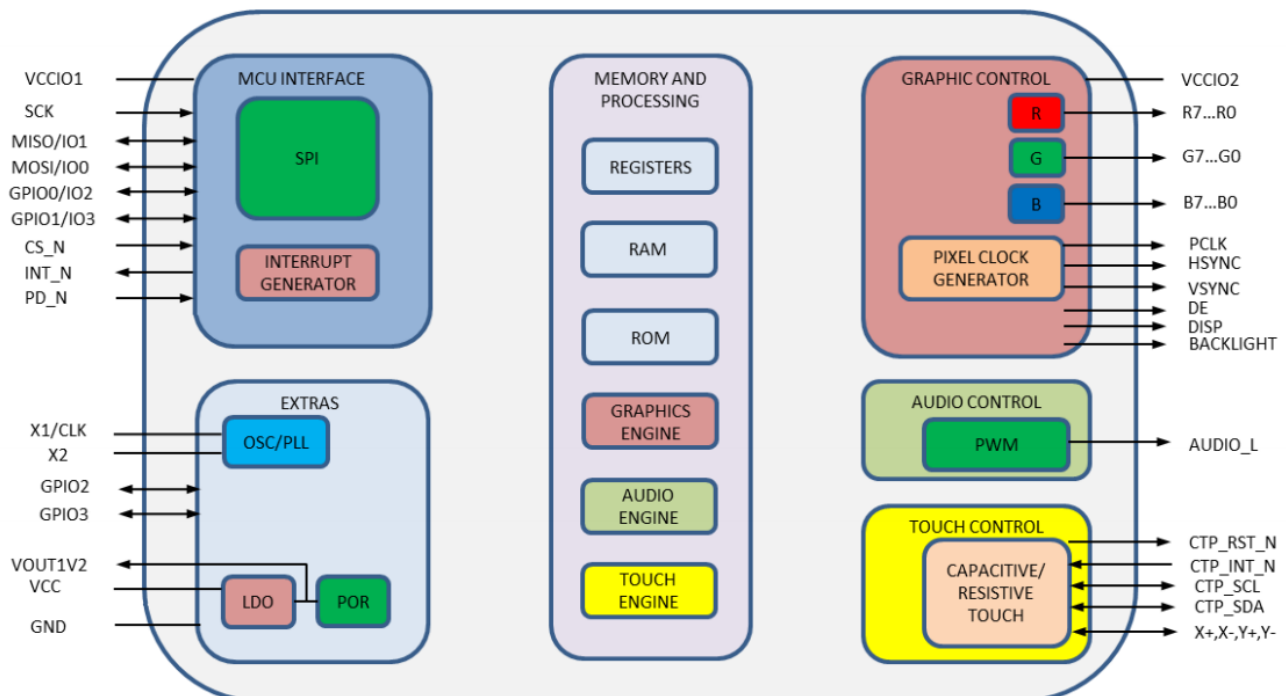 VCCIO1
SCK
MISO/IO1
MOSI/IO0
GPIO0/IO2
GPIO1/IO3
CS_N
INT_N
PD_N
MCU INTERFACE
SPI
INTERRUPT
GENERATOR
X1/CLK
X2
GPIO2
GPIO3
VOUT1V2
VCC
GND
EXTRAS
OSC/PLL
LDO
POR
MEMORY AND
PROCESSING
REGISTERS
RAM
ROM
GRAPHICS
ENGINE
AUDIO
ENGINE
TOUCH
ENGINE
GRAPHIC CONTROL
R
G
B
PIXEL CLOCK
GENERATOR
VCCIO2
R7...R0
G7...G0
B7...B0
PCLK
HSYNC
VSYNC
DE
DISP
BACKLIGHT
AUDIO CONTROL
PWM
AUDIO_L
TOUCH CONTROL
CAPACITIVE/
RESISTIVE
TOUCH
CTP_RST_N
CTP_INT_N
CTP_SCL
CTP_SDA
X+,X-,Y+,Y-